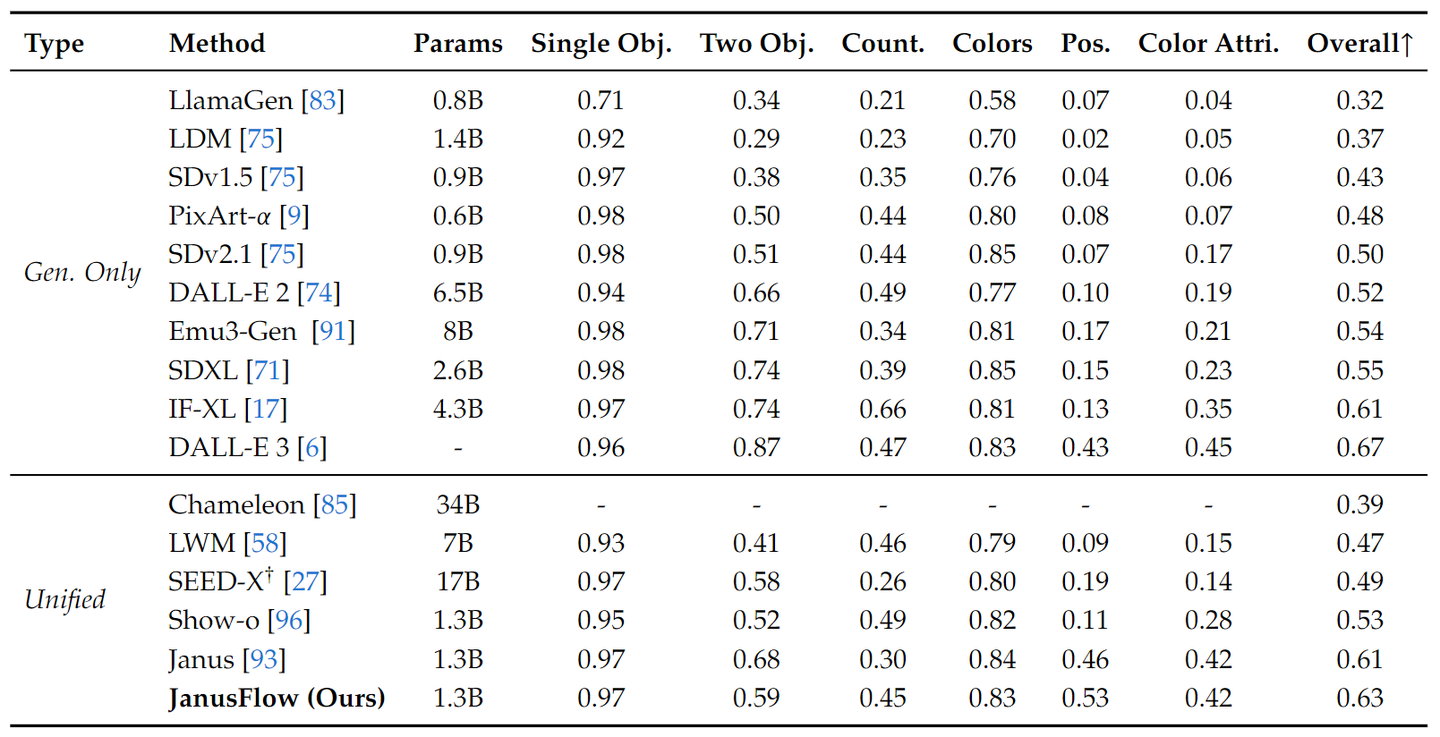 Type Method Params Single Obj. Two Obj. Count. Colors Pos. Color Attri. Overall↑
LlamaGen [83] 0.8B 0.71 0.34 0.21 0.58 0.07 0.04 0.32
LDM [75] 1.4B 0.92 0.29 0.23 0.70 0.02 0.05 0.37
SDv1.5 [75] 0.9B 0.97 0.38 0.35 0.76 0.04 0.06 0.43
PixArt-α [9] 0.6B 0.98 0.50 0.44 0.80 0.08 0.07 0.48
SDv2.1 [75] 0.9B 0.98 0.51 0.44 0.85 0.07 0.17 0.50
Gen. Only
DALL-E 2 [74] 6.5B 0.94 0.66 0.49 0.77 0.10 0.19 0.52
Emu3-Gen [91] 8B 0.98 0.71 0.34 0.81 0.17 0.21 0.54
SDXL [71] 2.6B 0.98 0.74 0.39 0.85 0.15 0.23 0.55
IF-XL [17] 4.3B 0.97 0.74 0.66 0.81 0.13 0.35 0.61
DALL-E 3 [6] - 0.96 0.87 0.47 0.83 0.43 0.45 0.67
Chameleon [85] 34B - - - - - - 0.39
LWM [58] 7B 0.93 0.41 0.46 0.79 0.09 0.15 0.47
SEED-X† [27] 17B 0.97 0.58 0.26 0.80 0.19 0.14 0.49
Unified
Show-o [96] 1.3B 0.95 0.52 0.49 0.82 0.11 0.28 0.53
Janus [93] 1.3B 0.97 0.68 0.30 0.84 0.46 0.42 0.61
JanusFlow (Ours) 1.3B 0.97 0.59 0.45 0.83 0.53 0.42 0.63